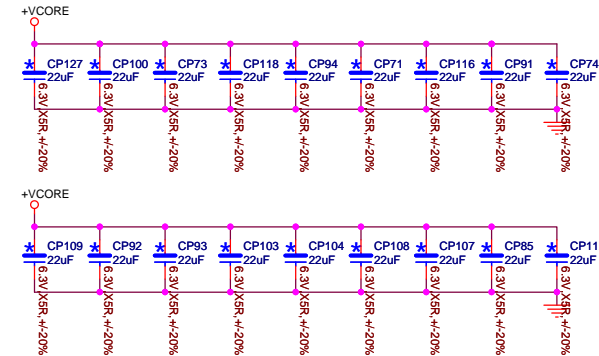 +VCORE
CP127 CP100 CP73 CP118 CP94 CP71 CP116 CP91 CP74
22uF 22uF 22uF 22uF 22uF 22uF 22uF 22uF 22uF
6.3V, X5R, +/-20% 6.3V, X5R, +/-20% 6.3V, X5R, +/-20% 6.3V, X5R, +/-20% 6.3V, X5R, +/-20% 6.3V, X5R, +/-20% 6.3V, X5R, +/-20% 6.3V, X5R, +/-20% 6.3V, X5R, +/-20%
+VCORE
CP109 CP92 CP93 CP103 CP104 CP108 CP107 CP85 CP11
22uF 22uF 22uF 22uF 22uF 22uF 22uF 22uF 22uF
6.3V, X5R, +/-20% 6.3V, X5R, +/-20% 6.3V, X5R, +/-20% 6.3V, X5R, +/-20% 6.3V, X5R, +/-20% 6.3V, X5R, +/-20% 6.3V, X5R, +/-20% 6.3V, X5R, +/-20% 6.3V, X5R, +/-20%